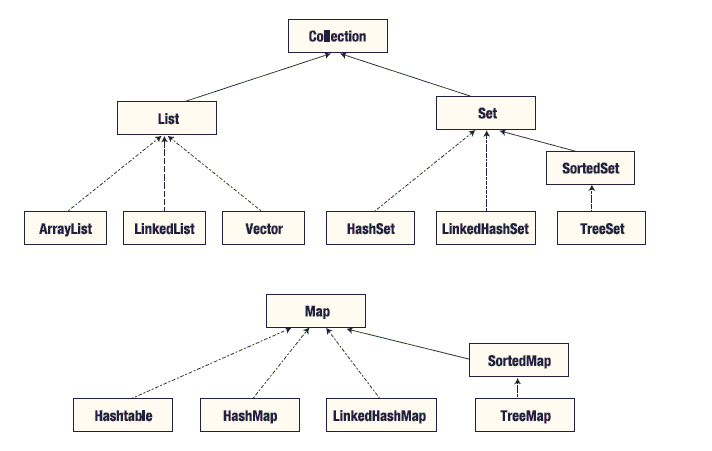 Collection
List
Set
SortedSet
ArrayList
LinkedList
Vector
HashSet
LinkedHashSet
TreeSet
Map
SortedMap
Hashtable
HashMap
LinkedHashMap
TreeMap